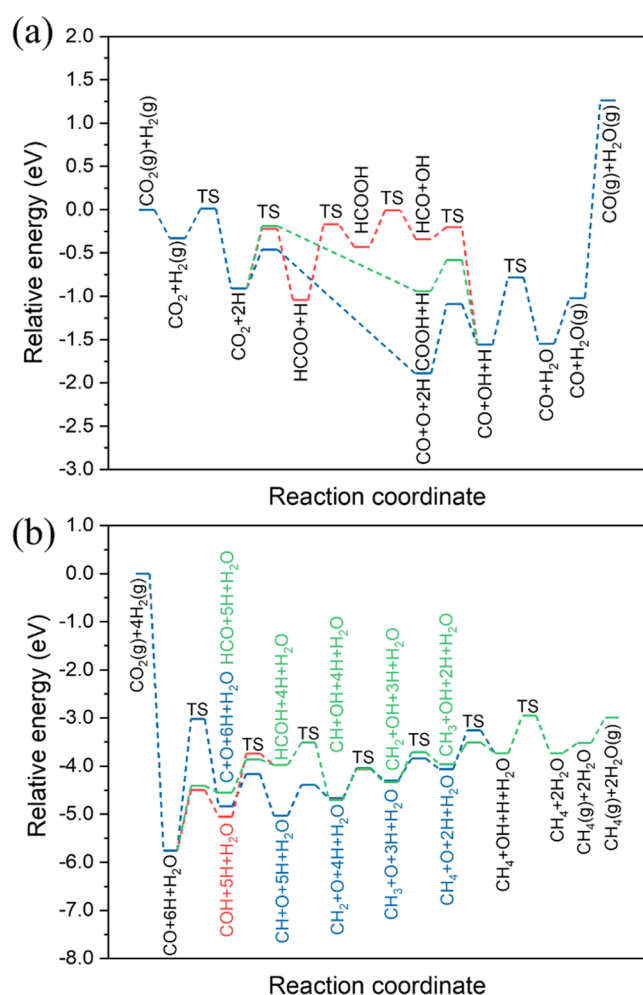 (a)
2.0
1.5
1.0
0.5
0.0
-0.5
-1.0
-1.5
-2.0
-2.5
-3.0
Relative energy (eV)
CO₂(g)+H₂(g)
CO₂+H₂(g)
TS
CO₂+2H
TS
HCOO+H
TS
HCOOH
TS
HCO+OH
TS
COOH+H
CO+O+2H
CO+OH+H
TS
CO+H₂O
CO+H₂O(g)
CO(g)+H₂O(g)
Reaction coordinate
(b)
1.0
0.0
-1.0
-2.0
-3.0
-4.0
-5.0
-6.0
-7.0
-8.0
Relative energy (eV)
CO₂(g)+4H₂(g)
CO+6H+H₂O
TS
HCO+5H+H₂O
C+O+6H+H₂O
COH+5H+H₂O
TS
HCOH+4H+H₂O
CH+O+5H+H₂O
TS
CH+OH+4H+H₂O
CH₂+O+4H+H₂O
TS
CH₂+OH+3H+H₂O
CH₃+O+3H+H₂O
TS
CH₃+OH+2H+H₂O
CH₄+O+2H+H₂O
TS
CH₄+OH+H+H₂O
TS
CH₄+2H₂O
CH₄(g)+2H₂O
CH₄(g)+2H₂O(g)
Reaction coordinate